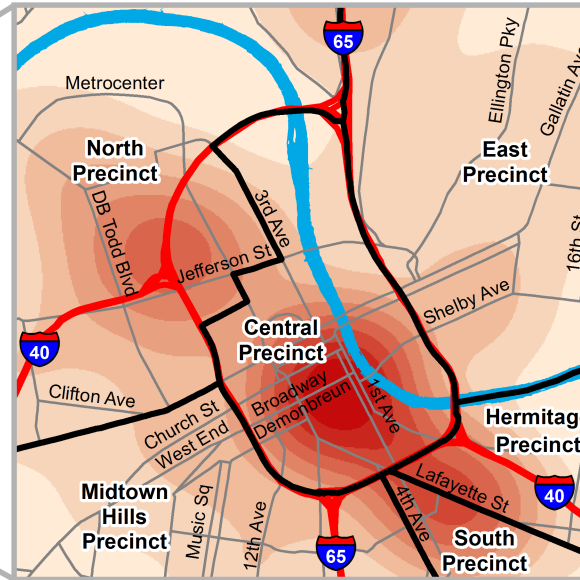 65
Metrocenter
Ellington Pky
Gallatin Av
North
Precinct
East
Precinct
DB Todd Blvd
3rd Ave
16th S
Jefferson St
Shelby Ave
Central
Precinct
40
Clifton Ave
Broadway
Demonbreun
1st Ave
Church St
West End
Hermitag
Precinct
Midtown
Hills
Precinct
Music Sq
12th Ave
4th Ave
Lafayette St
40
South
Precinct
65